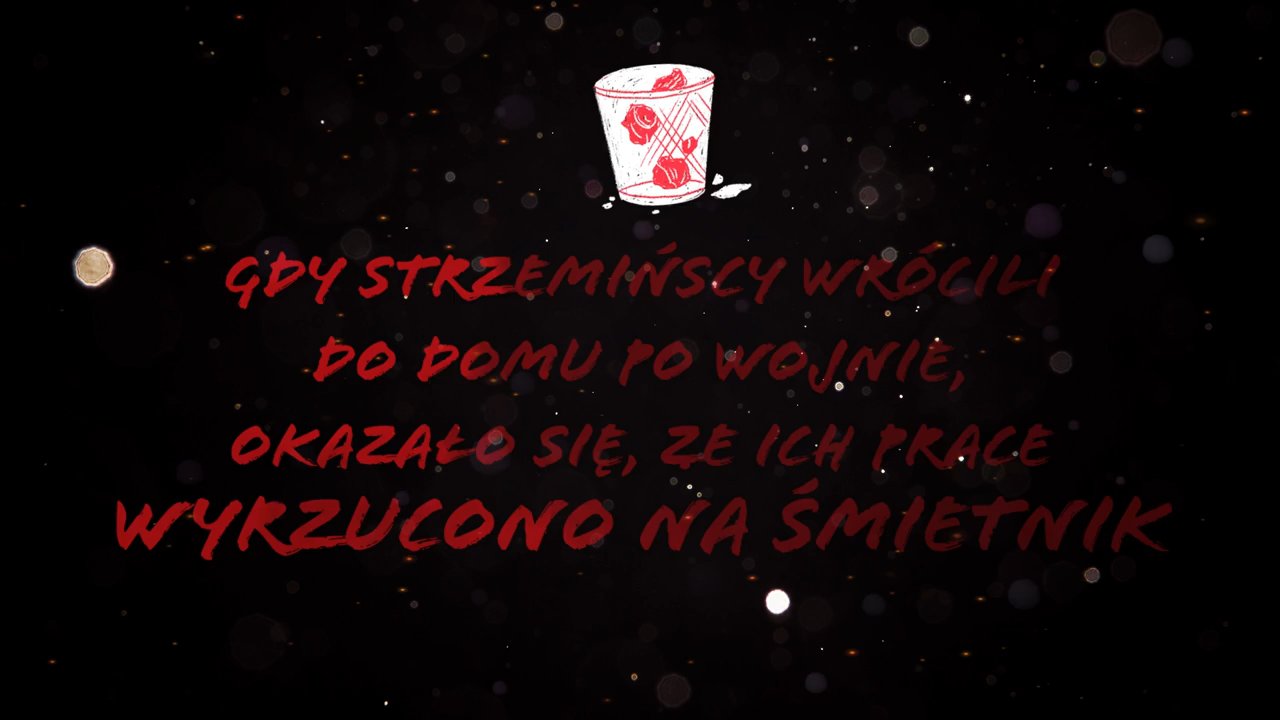 GDY STRZEMIŃSCY WRÓCILI
DO DOMU PO WOJNIE,
OKAZAŁO SIĘ, ŻE ICH PRACE
WYRZUCONO NA ŚMIETNIK